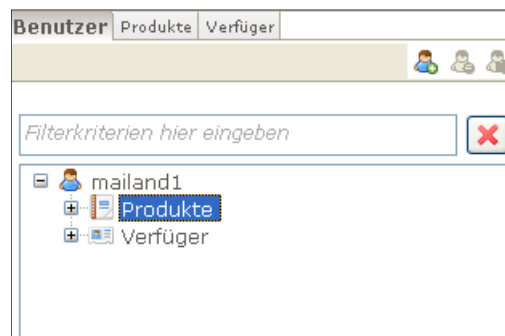 Benutzer Produkte Verfüger
Filterkriterien hier eingeben
mailand1
Produkte
Verfüger